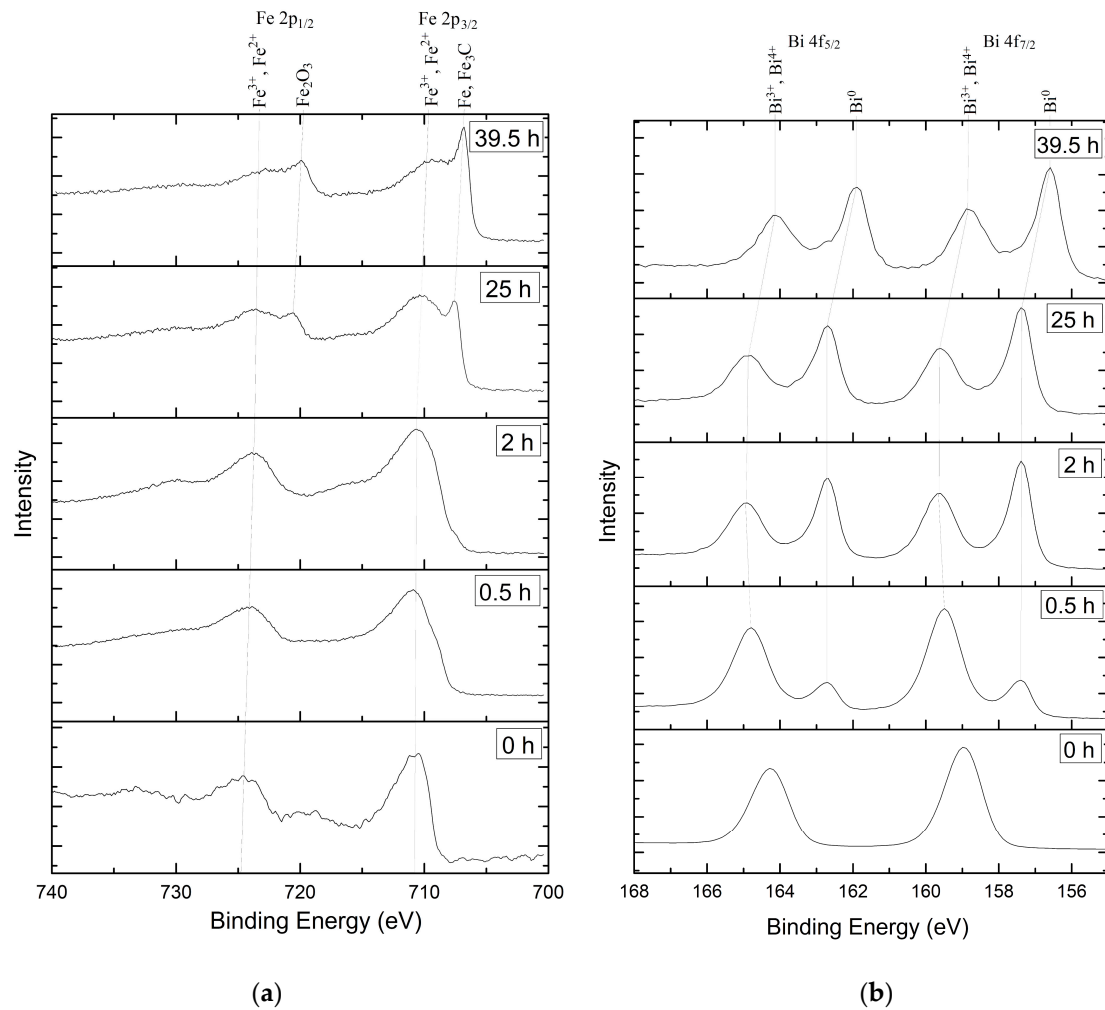 Fe 2p1/2
Fe 2p3/2
Fe3+, Fe2+
Fe2O3
Fe3+, Fe2+
Fe, Fe3C
39.5 h
25 h
2 h
0.5 h
0 h
Intensity
740
730
720
710
700
Binding Energy (eV)
(a)
Bi 4f5/2
Bi 4f7/2
Bi3+, Bi4+
Bi0
Bi3+, Bi4+
Bi0
39.5 h
25 h
2 h
0.5 h
0 h
Intensity
168
166
164
162
160
158
156
Binding Energy (eV)
(b)